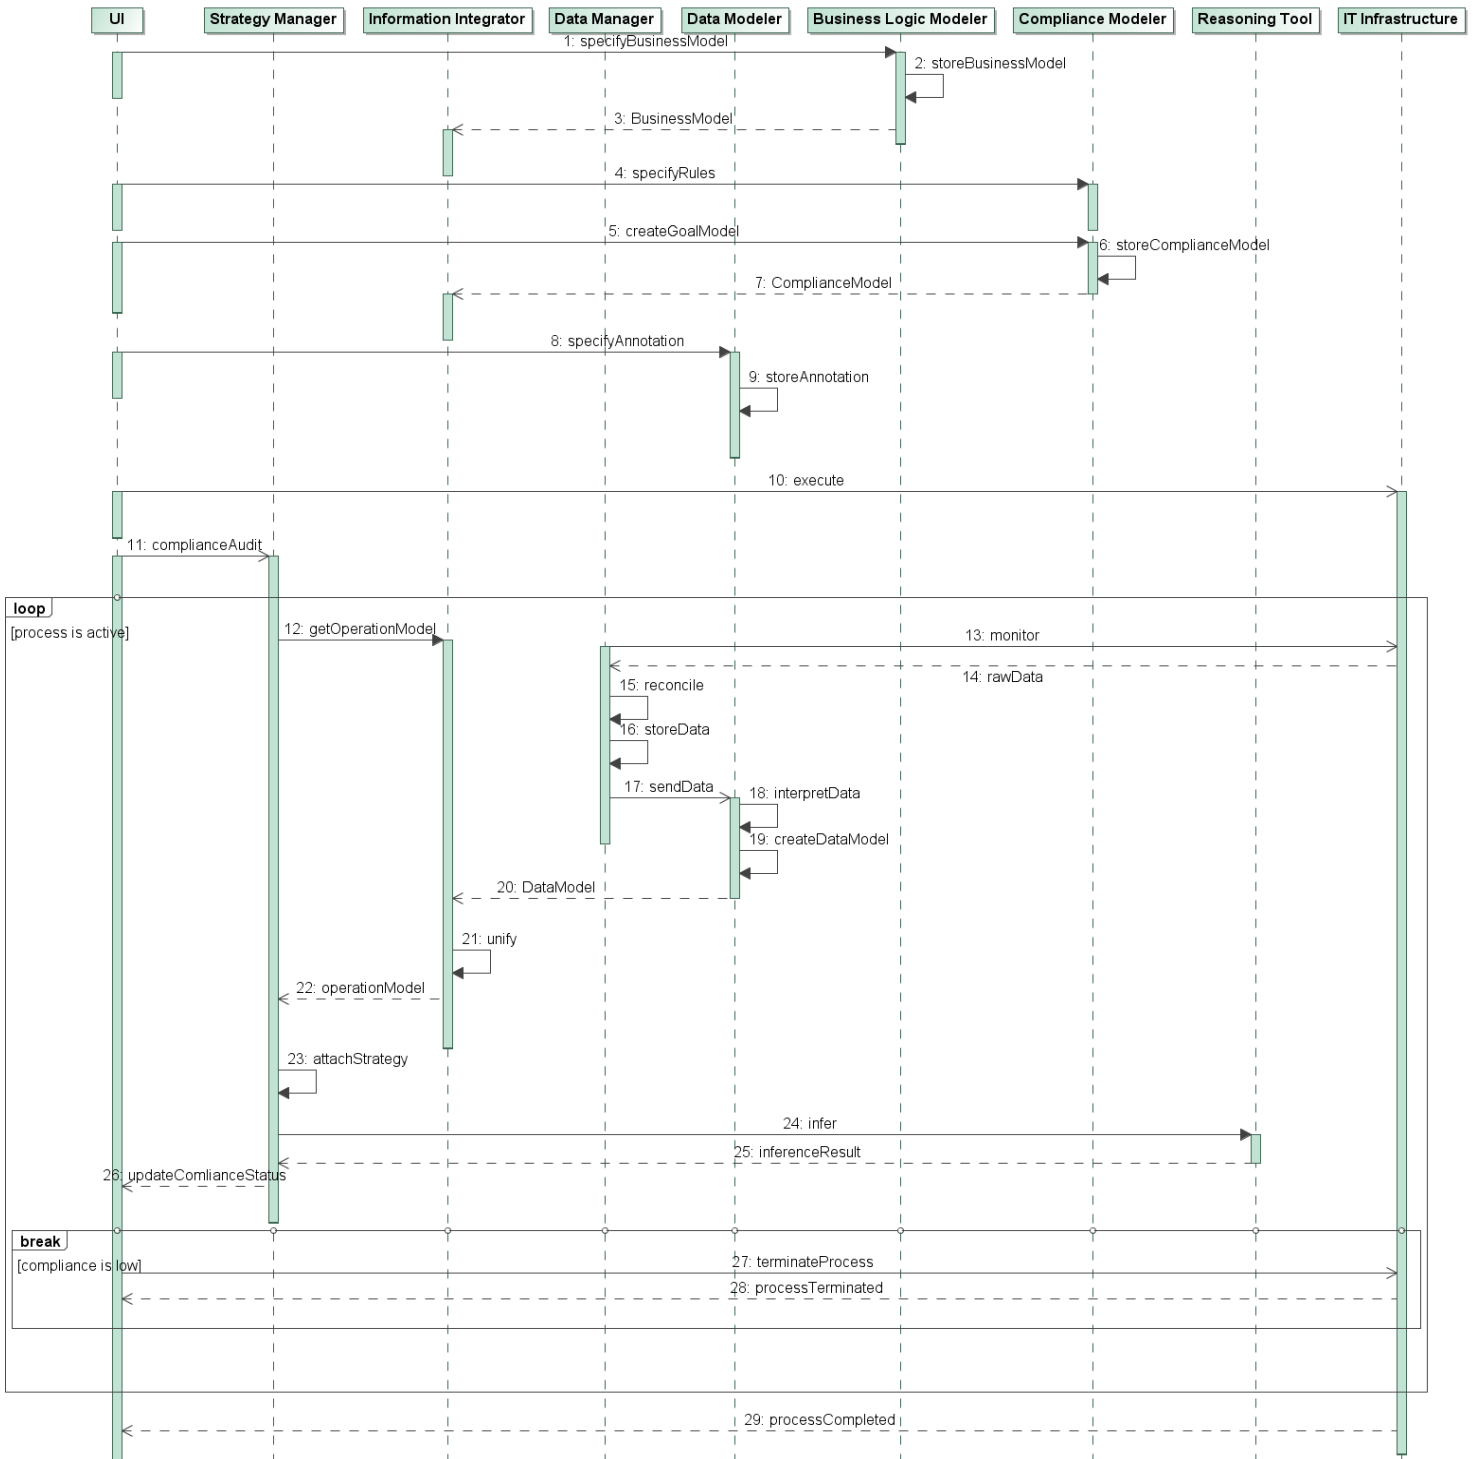 UI
Strategy Manager
Information Integrator
Data Manager
Data Modeler
Business Logic Modeler
Compliance Modeler
Reasoning Tool
IT Infrastructure
1: specifyBusinessModel
2: storeBusinessModel
3: BusinessModel
4: specifyRules
5: createGoalModel
6: storeComplianceModel
7: ComplianceModel
8: specifyAnnotation
9: storeAnnotation
10: execute
11: complianceAudit
loop
[process is active]
12: getOperationModel
13: monitor
14: rawData
15: reconcile
16: storeData
17: sendData
18: interpretData
19: createDataModel
20: DataModel
21: unify
22: operationModel
23: attachStrategy
24: infer
25: inferenceResult
26: updateComlianceStatus
break
[compliance is low]
27: terminateProcess
28: processTerminated
29: processCompleted